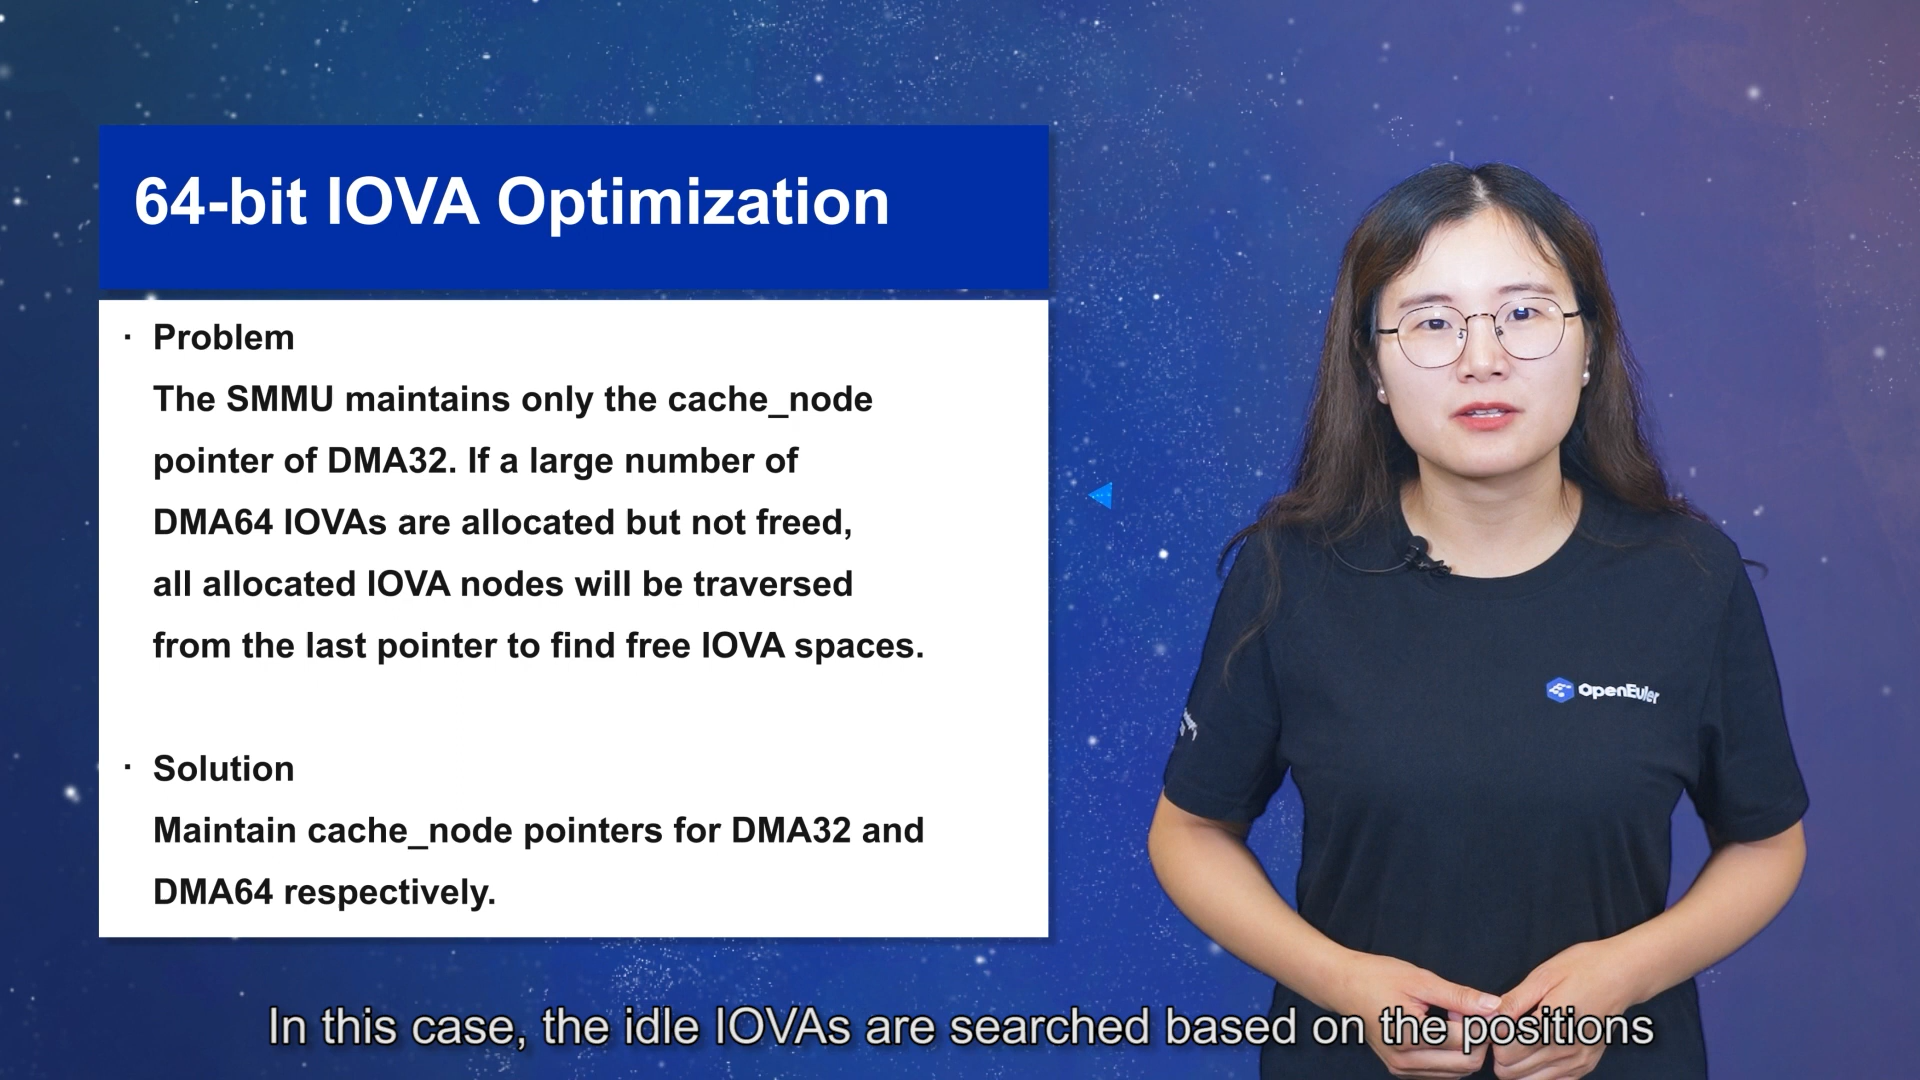 64-bit IOVA Optimization
· Problem
The SMMU maintains only the cache_node
pointer of DMA32. If a large number of
DMA64 IOVAs are allocated but not freed,
all allocated IOVA nodes will be traversed
from the last pointer to find free IOVA spaces.
· Solution
Maintain cache_node pointers for DMA32 and
DMA64 respectively.
openEuler
In this case, the idle IOVAs are searched based on the positions